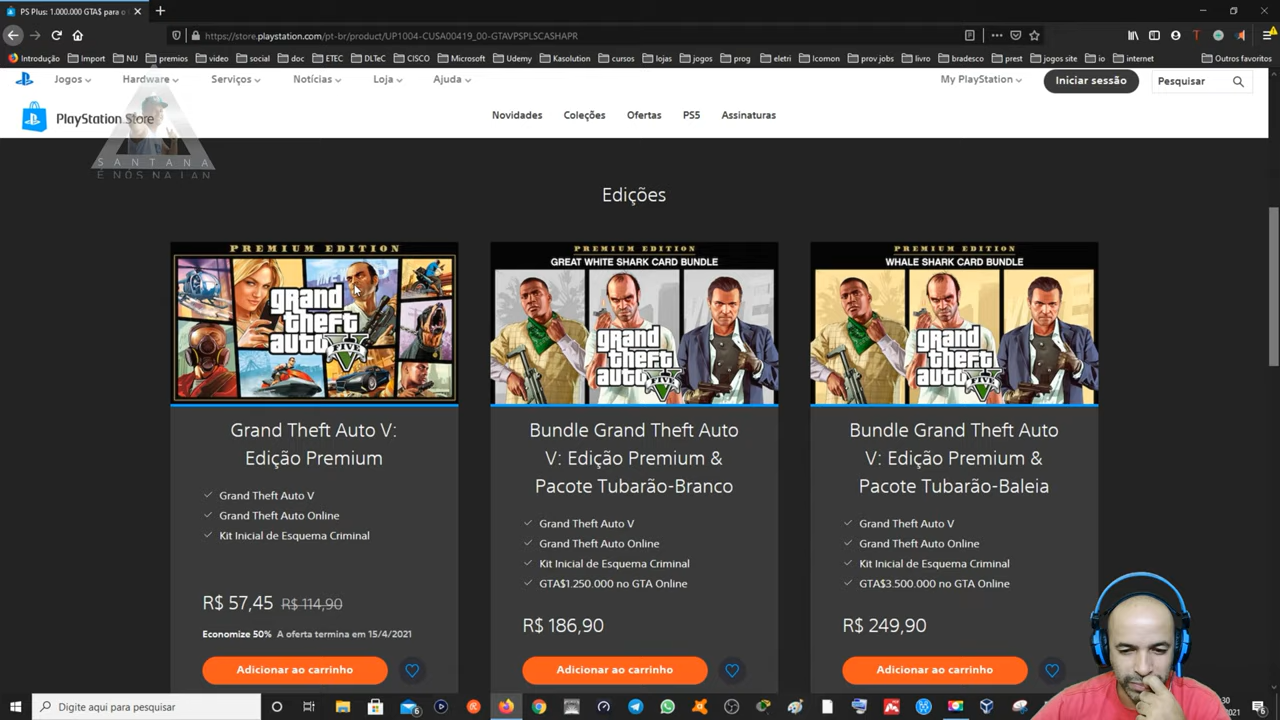 PS Plus: 1.000.000 GTA$ para o
https://store.playstation.com/pt-br/product/UP1004-CUSA00419_00-GTAVPSPLSCASHAPR
Introdução Import NU premios video social doc ETEC DLTeC CISCO Microsoft Udemy Kasolution cursos lojas jogos prog eletri Icomon prov jobs livro bradesco prest jogos site io internet Outros favoritos
Jogos Hardware Serviços Notícias Loja Ajuda My PlayStation Iniciar sessão Pesquisar
PlayStation Store Novidades Coleções Ofertas PS5 Assinaturas
SANTANA
É NÓS NA LAN
Edições
PREMIUM EDITION
grand theft auto V FIVE
PREMIUM EDITION
GREAT WHITE SHARK CARD BUNDLE
grand theft auto V FIVE
PREMIUM EDITION
WHALE SHARK CARD BUNDLE
grand theft auto V FIVE
Grand Theft Auto V:
Edição Premium
Grand Theft Auto V
Grand Theft Auto Online
Kit Inicial de Esquema Criminal
R$ 57,45 R$ 114,90
Economize 50% A oferta termina em 15/4/2021
Adicionar ao carrinho
Bundle Grand Theft Auto
V: Edição Premium &
Pacote Tubarão-Branco
Grand Theft Auto V
Grand Theft Auto Online
Kit Inicial de Esquema Criminal
GTA$1.250.000 no GTA Online
R$ 186,90
Adicionar ao carrinho
Bundle Grand Theft Auto
V: Edição Premium &
Pacote Tubarão-Baleia
Grand Theft Auto V
Grand Theft Auto Online
Kit Inicial de Esquema Criminal
GTA$3.500.000 no GTA Online
R$ 249,90
Adicionar ao carrinho
Digite aqui para pesquisar